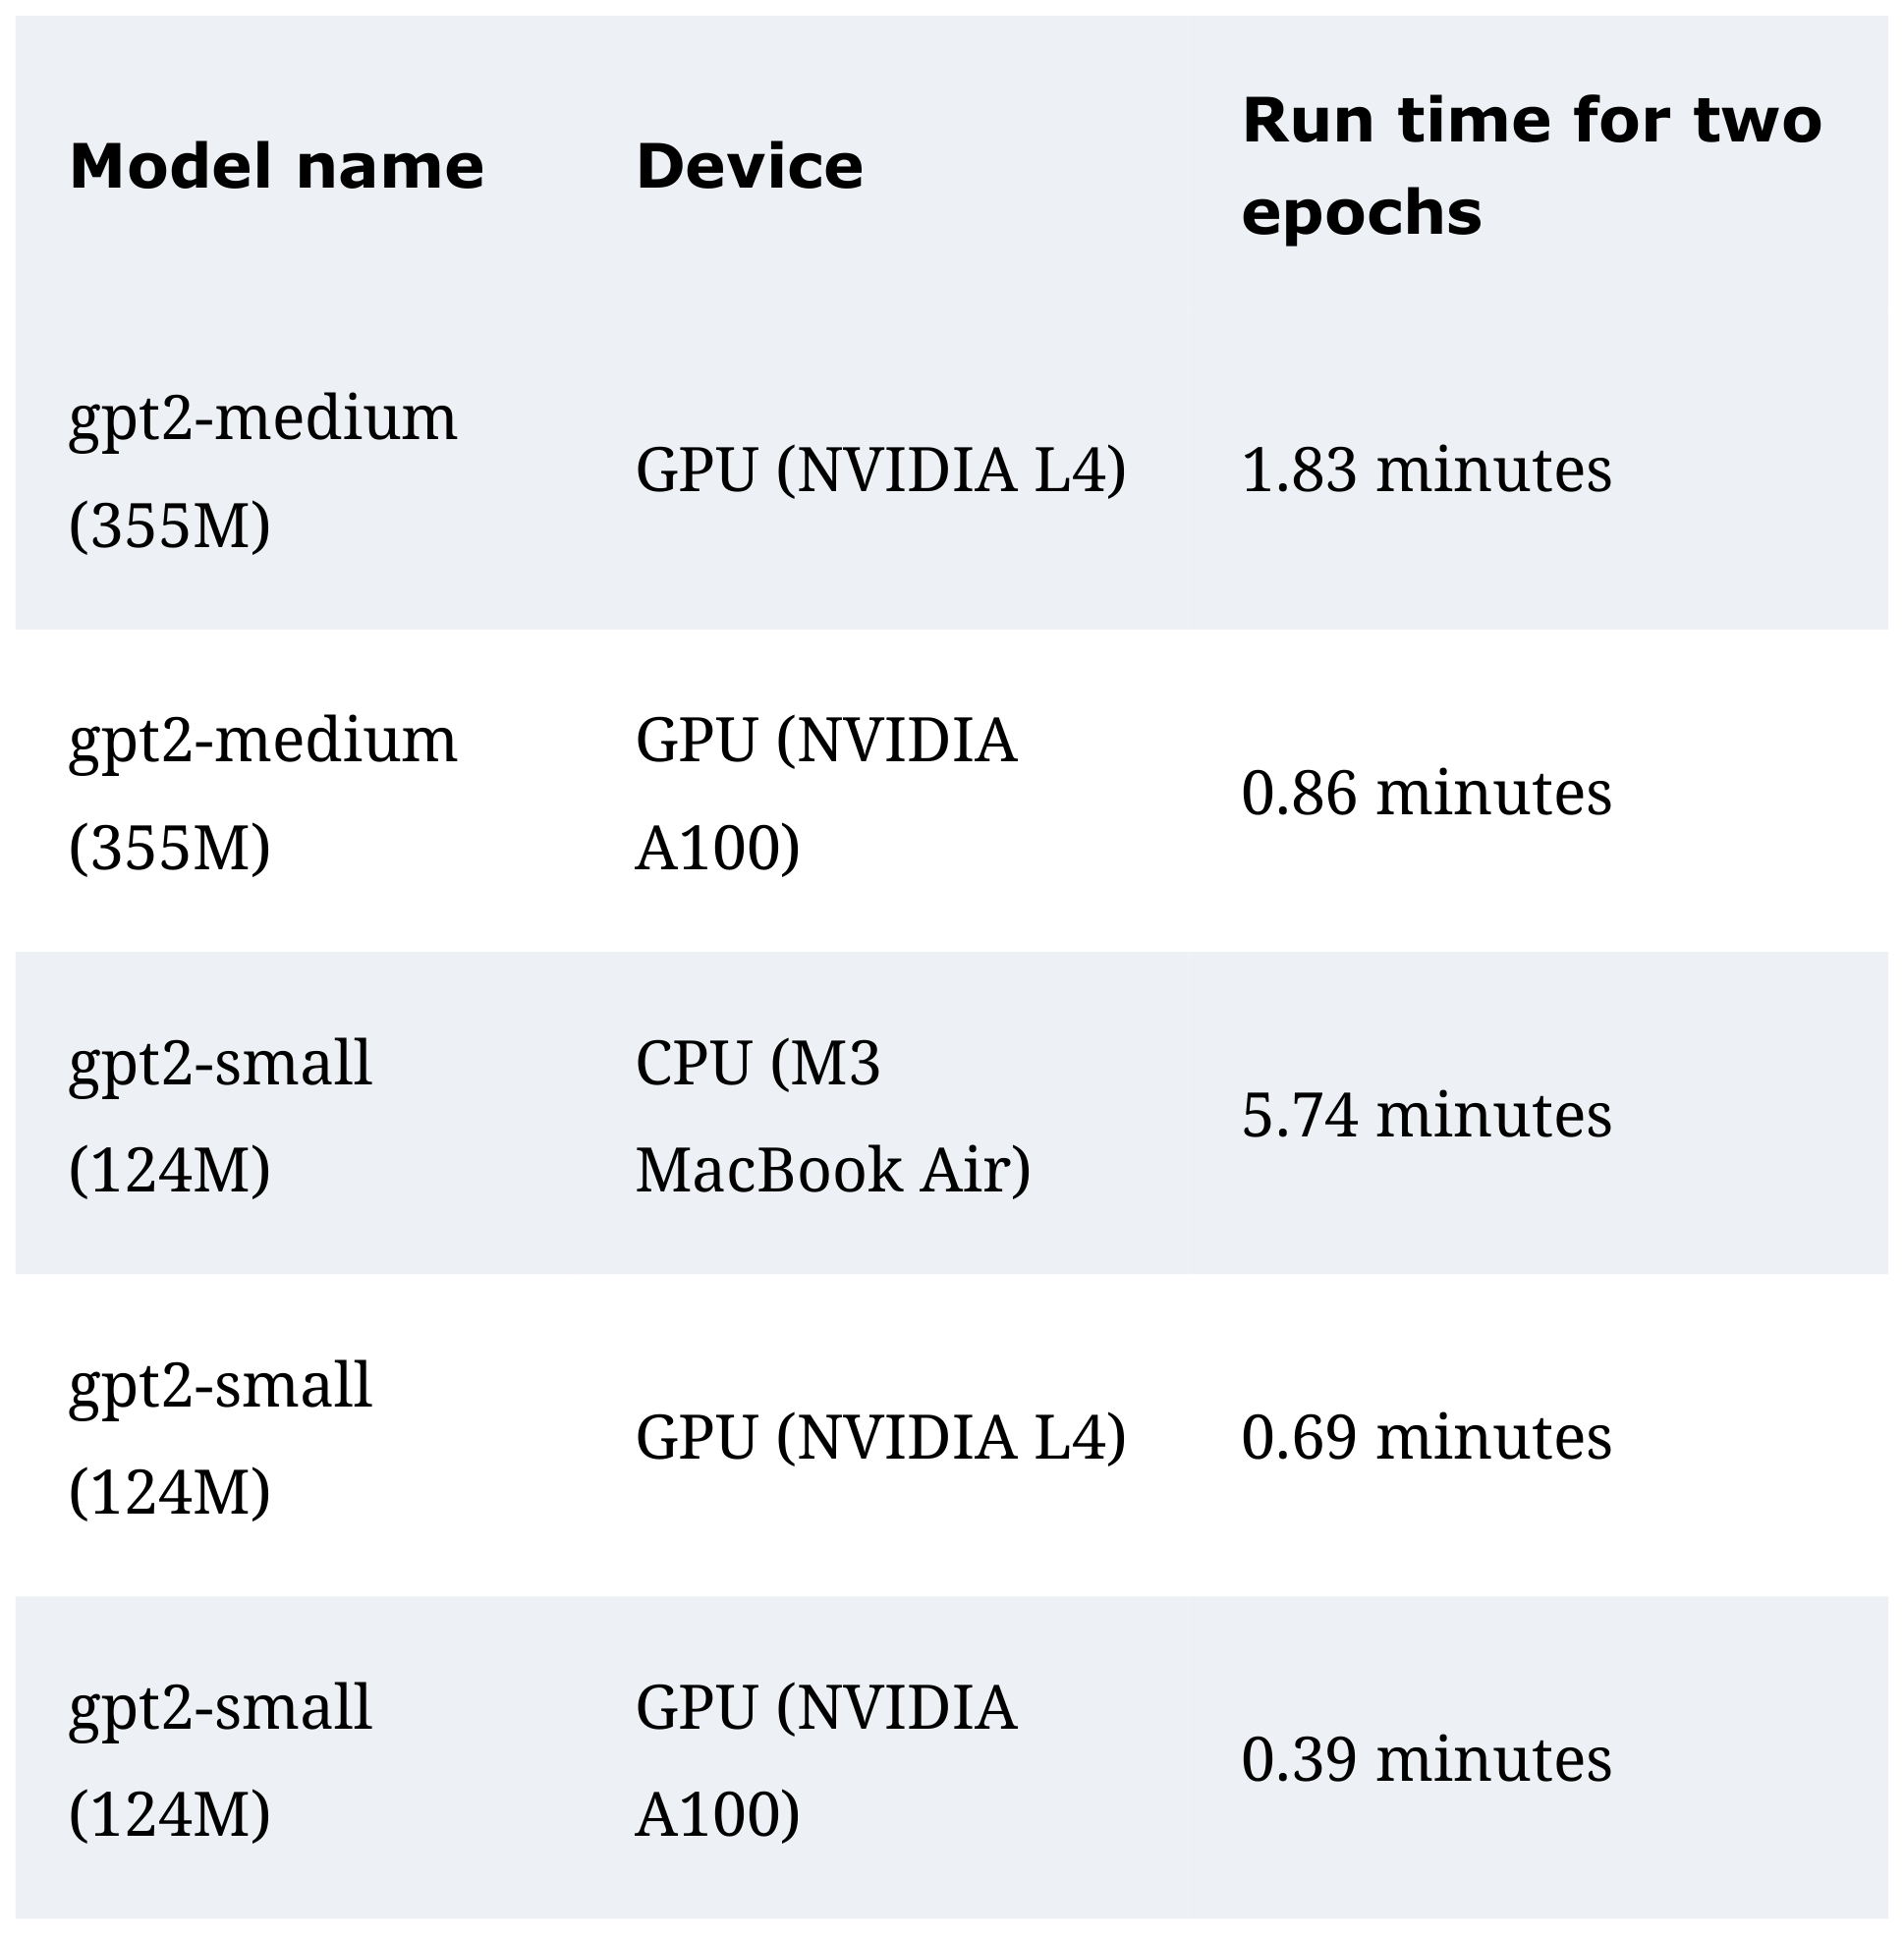 Model name
Device
Run time for two
epochs
gpt2-medium
(355M)
GPU (NVIDIA L4)
1.83 minutes
gpt2-medium
(355M)
GPU (NVIDIA
A100)
0.86 minutes
gpt2-small
(124M)
CPU (M3
MacBook Air)
5.74 minutes
gpt2-small
(124M)
GPU (NVIDIA L4)
0.69 minutes
gpt2-small
(124M)
GPU (NVIDIA
A100)
0.39 minutes